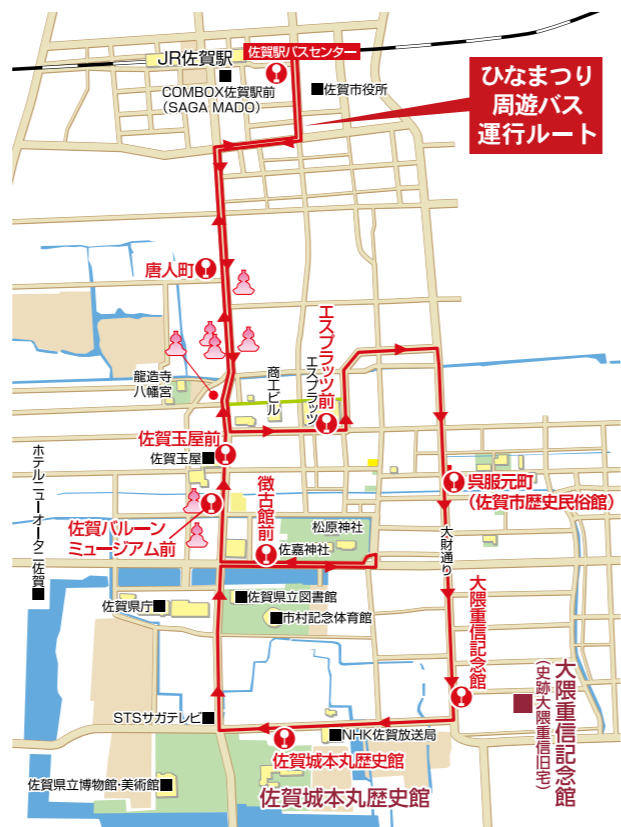 JR佐賀駅
佐賀駅バスセンター
COMBOX佐賀駅前
(SAGA MADO)
佐賀市役所
ひなまつり
周遊バス
運行ルート
唐人町
エスプラッツ前
エスプラッツ
商工ビル
龍造寺
八幡宮
佐賀玉屋前
佐賀玉屋
呉服元町
(佐賀市歴史民俗館)
ホテルニューオータニ佐賀
佐賀バルーン
ミュージアム前
徴古館前
松原神社
佐嘉神社
大財通り
佐賀県庁
佐賀県立図書館
市村記念体育館
大隈重信記念館
大隈重信記念館
(史跡大隈重信旧宅)
STSサガテレビ
NHK佐賀放送局
佐賀城本丸歴史館
佐賀県立博物館・美術館
佐賀城本丸歴史館